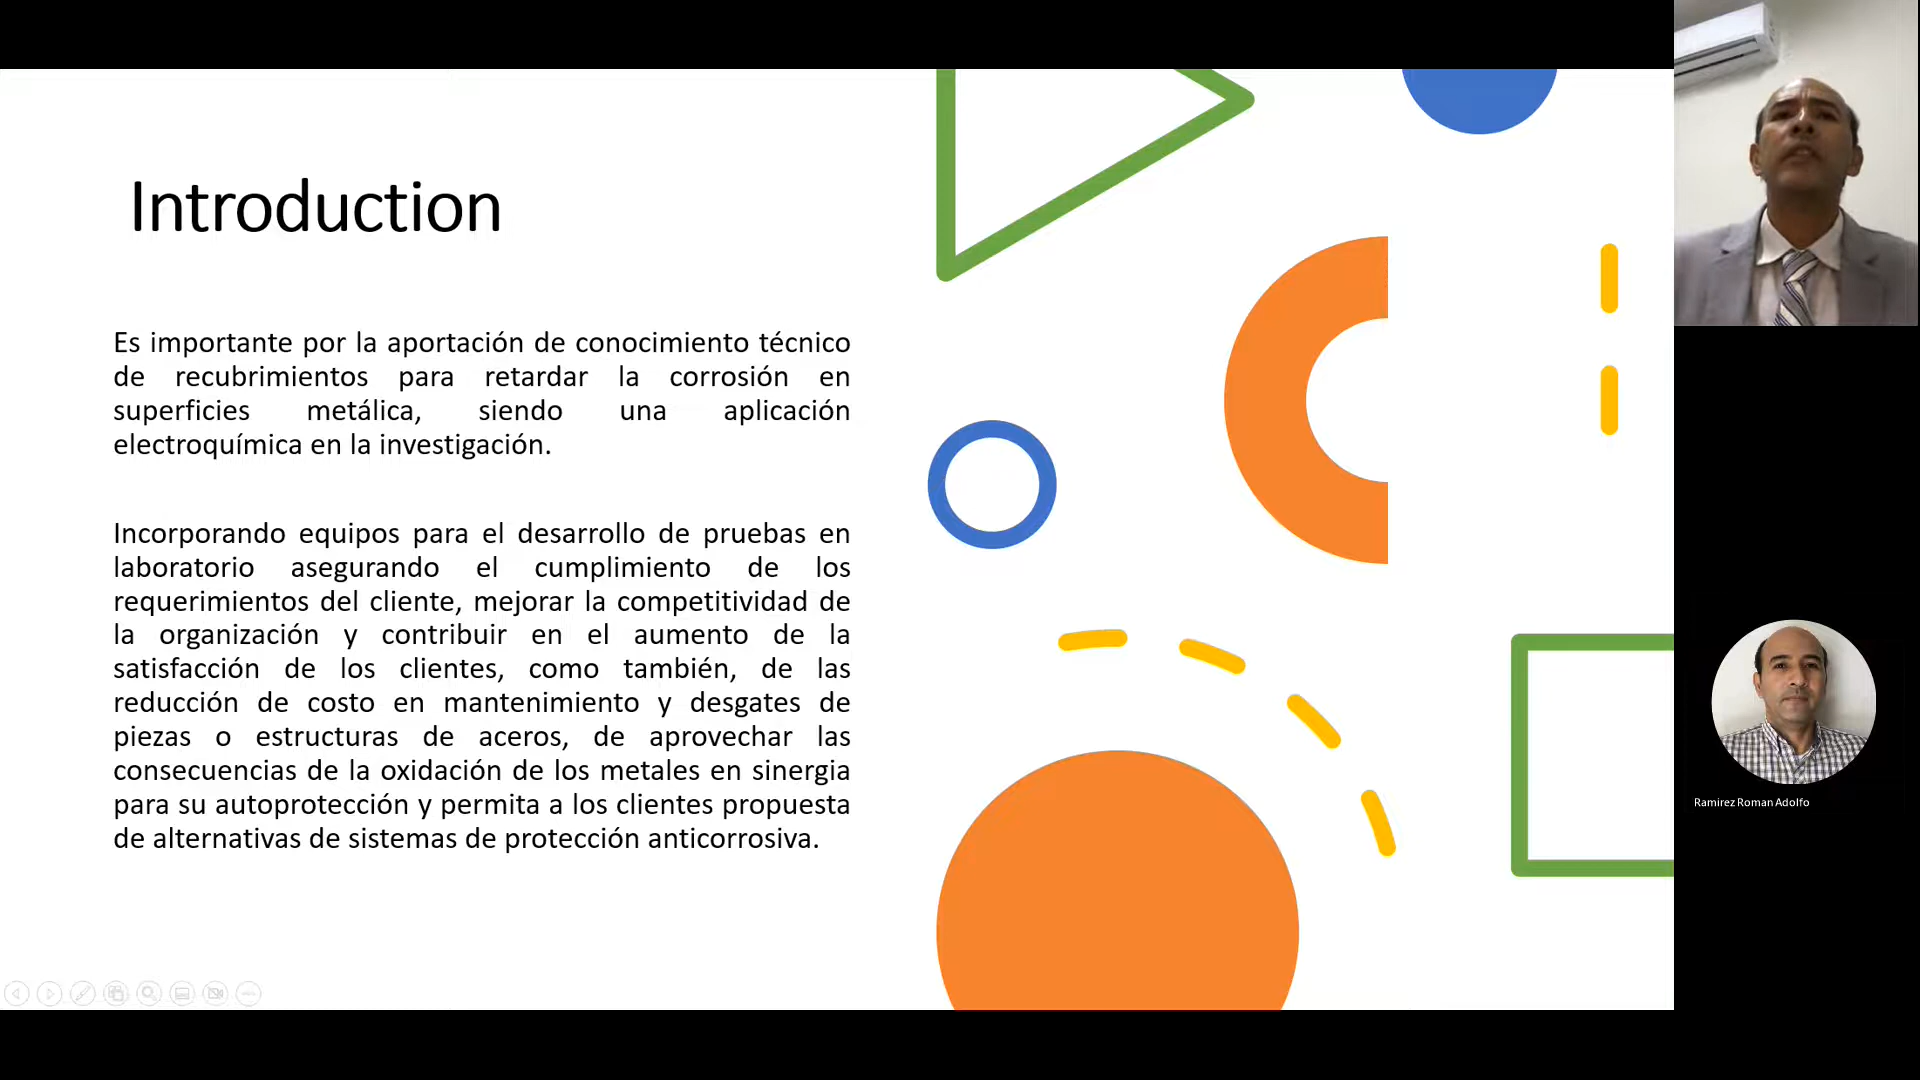 Introduction
Es importante por la aportación de conocimiento técnico
de recubrimientos para retardar la corrosión en
superficies metálica, siendo una aplicación
electroquímica en la investigación.
Incorporando equipos para el desarrollo de pruebas en
laboratorio asegurando el cumplimiento de los
requerimientos del cliente, mejorar la competitividad de
la organización y contribuir en el aumento de la
satisfacción de los clientes, como también, de las
reducción de costo en mantenimiento y desgates de
piezas o estructuras de aceros, de aprovechar las
consecuencias de la oxidación de los metales en sinergia
para su autoprotección y permita a los clientes propuesta
de alternativas de sistemas de protección anticorrosiva.
Ramirez Roman Adolfo